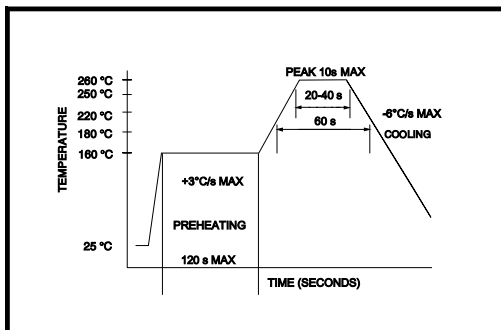 PEAK 10s MAX
260 °C
250 °C
220 °C
180 °C
160 °C
25 °C
TEMPERATURE
20-40 s
60 s
-6°C/s MAX
COOLING
+3°C/s MAX
PREHEATING
120 s MAX
TIME (SECONDS)